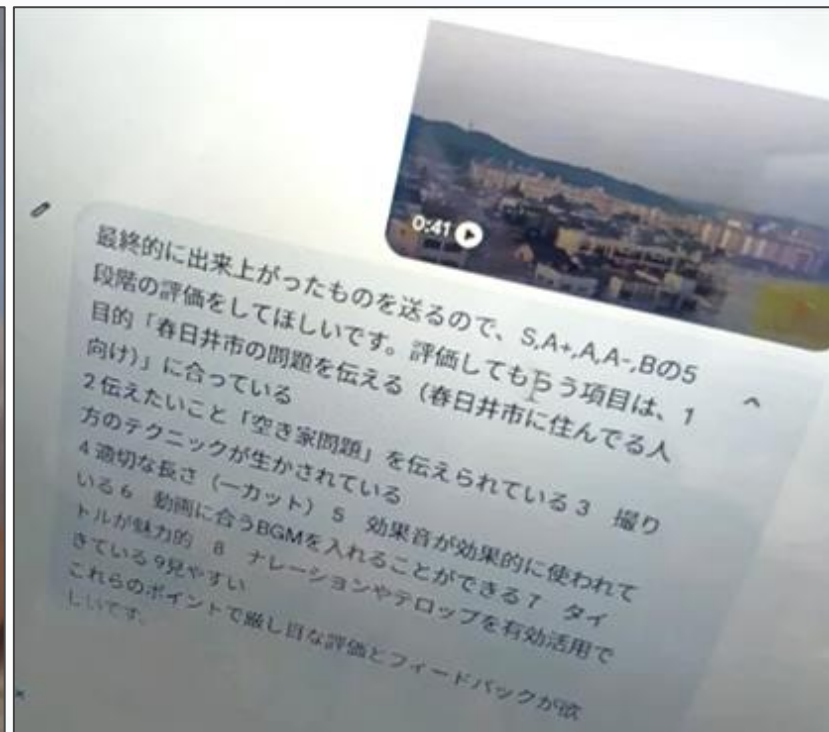 0:41
最終的に出来上がったものを送るので、S,A+,A,A-,Bの5
段階の評価をしてほしいです。評価してもらう項目は、1
目的「春日井市の問題を伝える（春日井市に住んでる人
向け）」に合っている
2伝えたいこと「空き家問題」を伝えられている3 撮り
方のテクニックが生かされている
4適切な長さ（一カット）5 効果音が効果的に使われて
いる6 動画に合うBGMを入れることができる7 タイ
トルが魅力的 8 ナレーションやテロップを有効活用で
きている9見やすい
これらのポイントで厳し目な評価とフィードバックが欲
しいです。